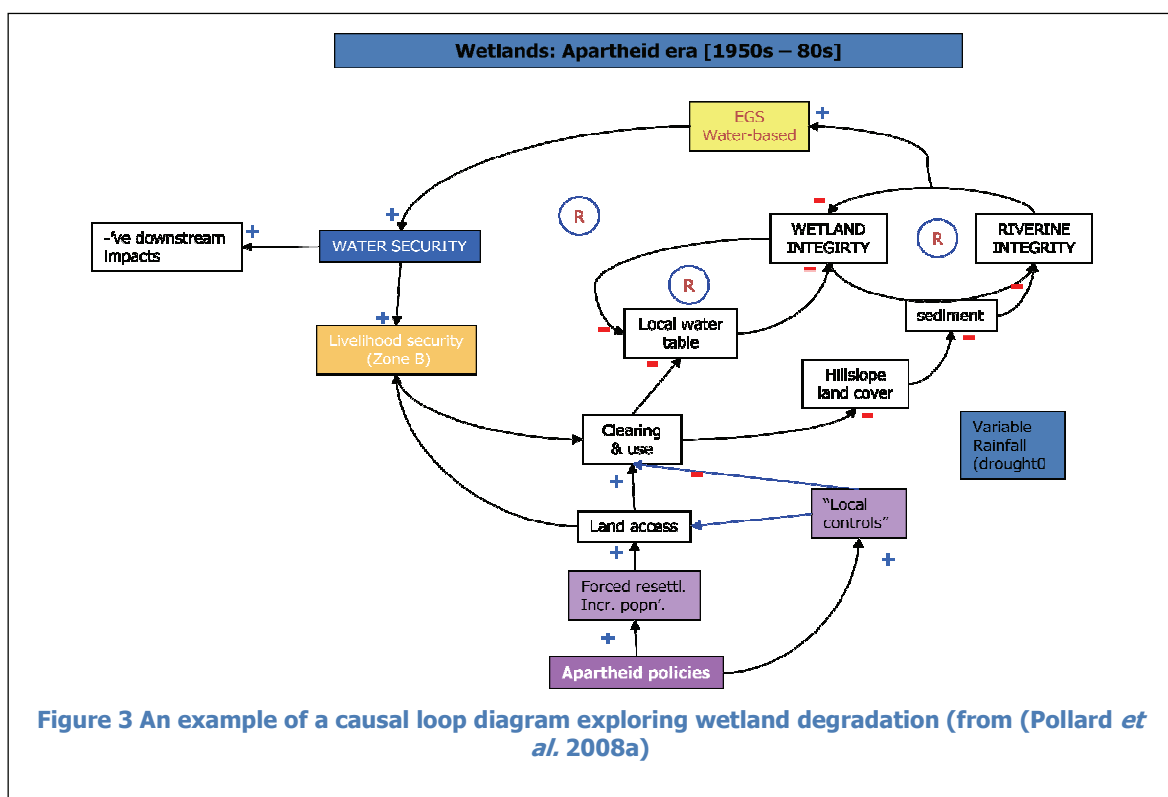 Wetlands: Apartheid era [1950s – 80s]
EGS
Water-based
+
+
+
-
-'ve downstream
impacts
WATER SECURITY
R
WETLAND
INTEGIRTY
R
RIVERINE
INTEGRITY
-
-
R
+
-
Local water
table
-
sediment
-
Livelihood security
(Zone B)
Hillslope
land cover
-
Clearing
& use
Variable
Rainfall
(drought0
+
-
"Local
controls"
Land access
+
+
Forced resettl.
Incr. popn'.
+
Apartheid policies
Figure 3 An example of a causal loop diagram exploring wetland degradation (from (Pollard et
al. 2008a)